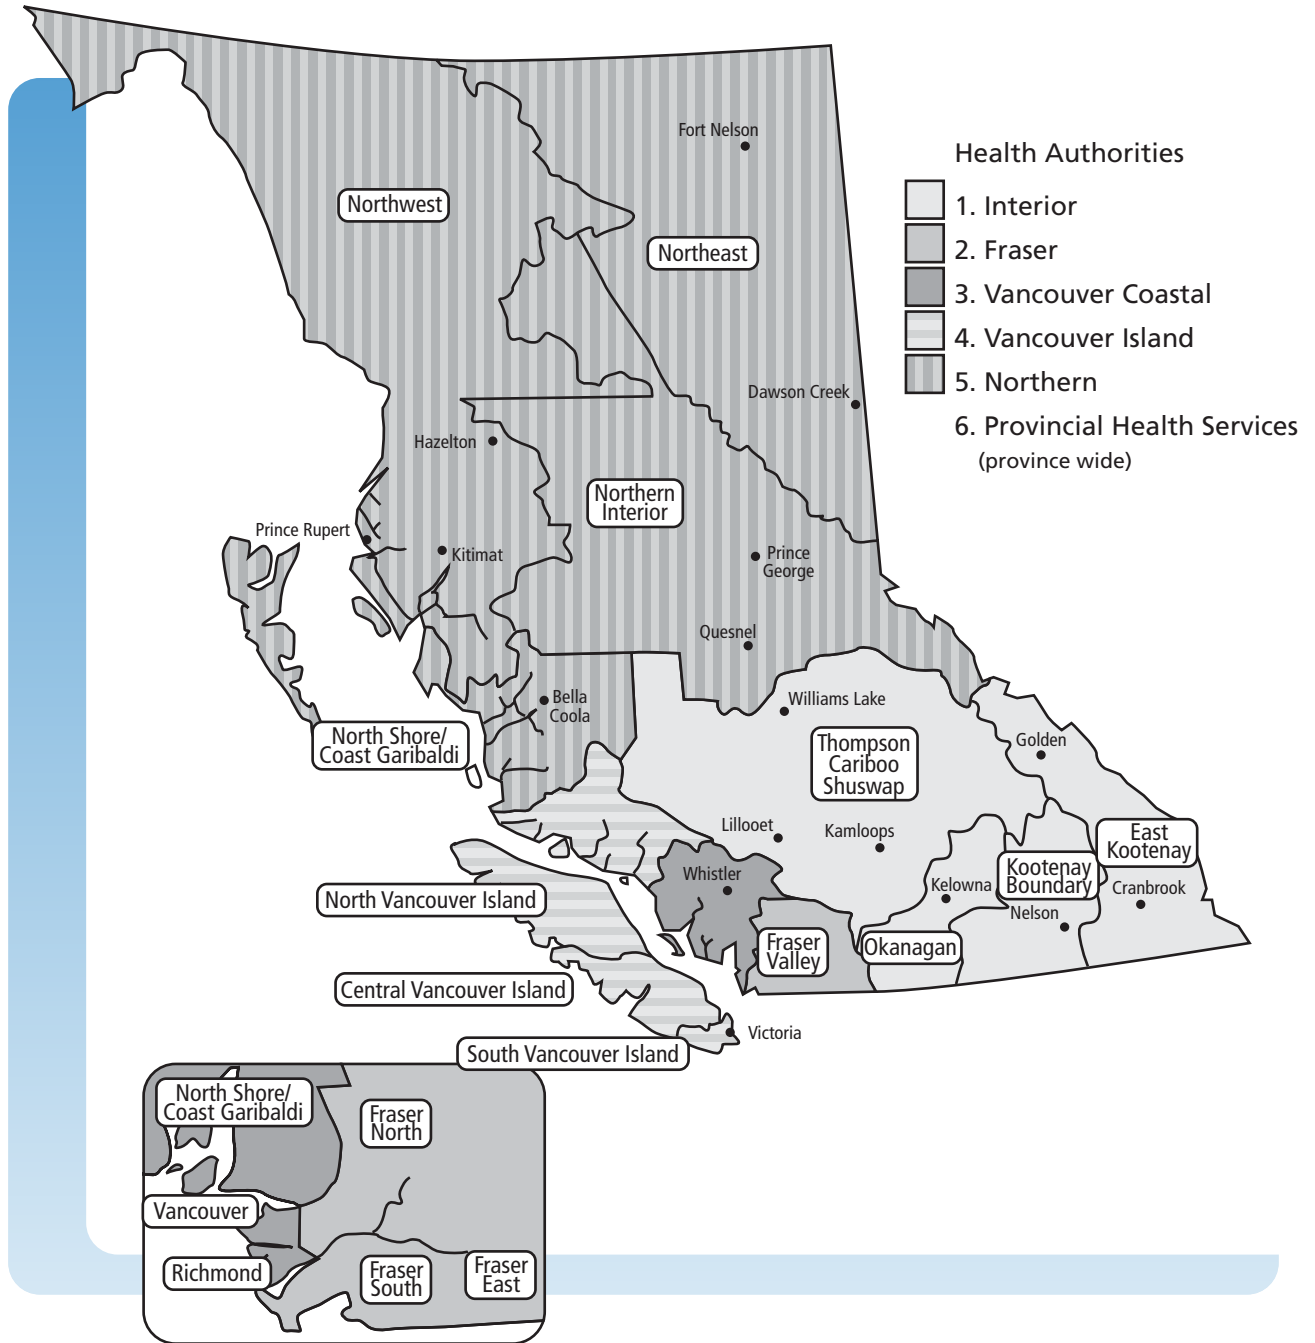 Fort Nelson
Health Authorities
1. Interior
2. Fraser
3. Vancouver Coastal
4. Vancouver Island
5. Northern
6. Provincial Health Services
(province wide)
Northwest
Northeast
Dawson Creek
Hazelton
Northern
Interior
Prince Rupert
Kitimat
Prince
George
Quesnel
Bella
Coola
Williams Lake
North Shore/
Coast Garibaldi
Thompson
Cariboo
Shuswap
Golden
Lillooet
Kamloops
East
Kootenay
Whistler
Kootenay
Boundary
Kelowna
Cranbrook
North Vancouver Island
Nelson
Fraser
Valley
Okanagan
Central Vancouver Island
Victoria
South Vancouver Island
North Shore/
Coast Garibaldi
Fraser
North
Vancouver
Richmond
Fraser
South
Fraser
East